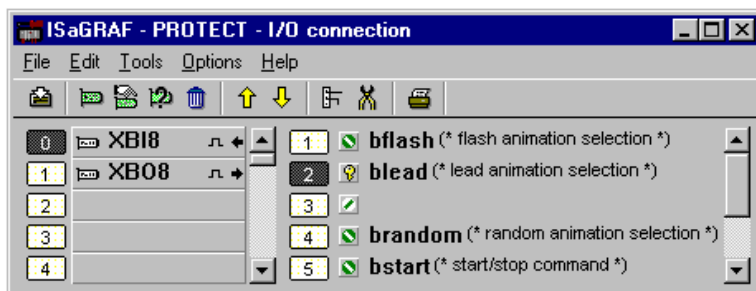 ISaGRAF - PROTECT - I/O connection
File Edit Tools Options Help
0 XBI8 1 bflash (* flash animation selection *)
1 XBO8 2 blead (* lead animation selection *)
2 3
3 4 brandom (* random animation selection *)
4 5 bstart (* start/stop command *)